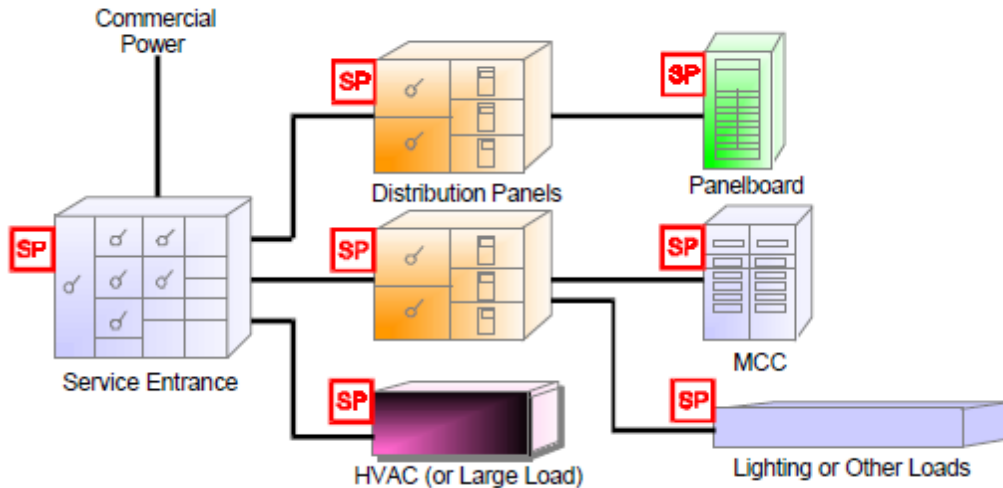 Commercial
Power
SP
SP
Distribution Panels
Panelboard
SP
SP
SP
Service Entrance
MCC
SP
SP
HVAC (or Large Load)
Lighting or Other Loads